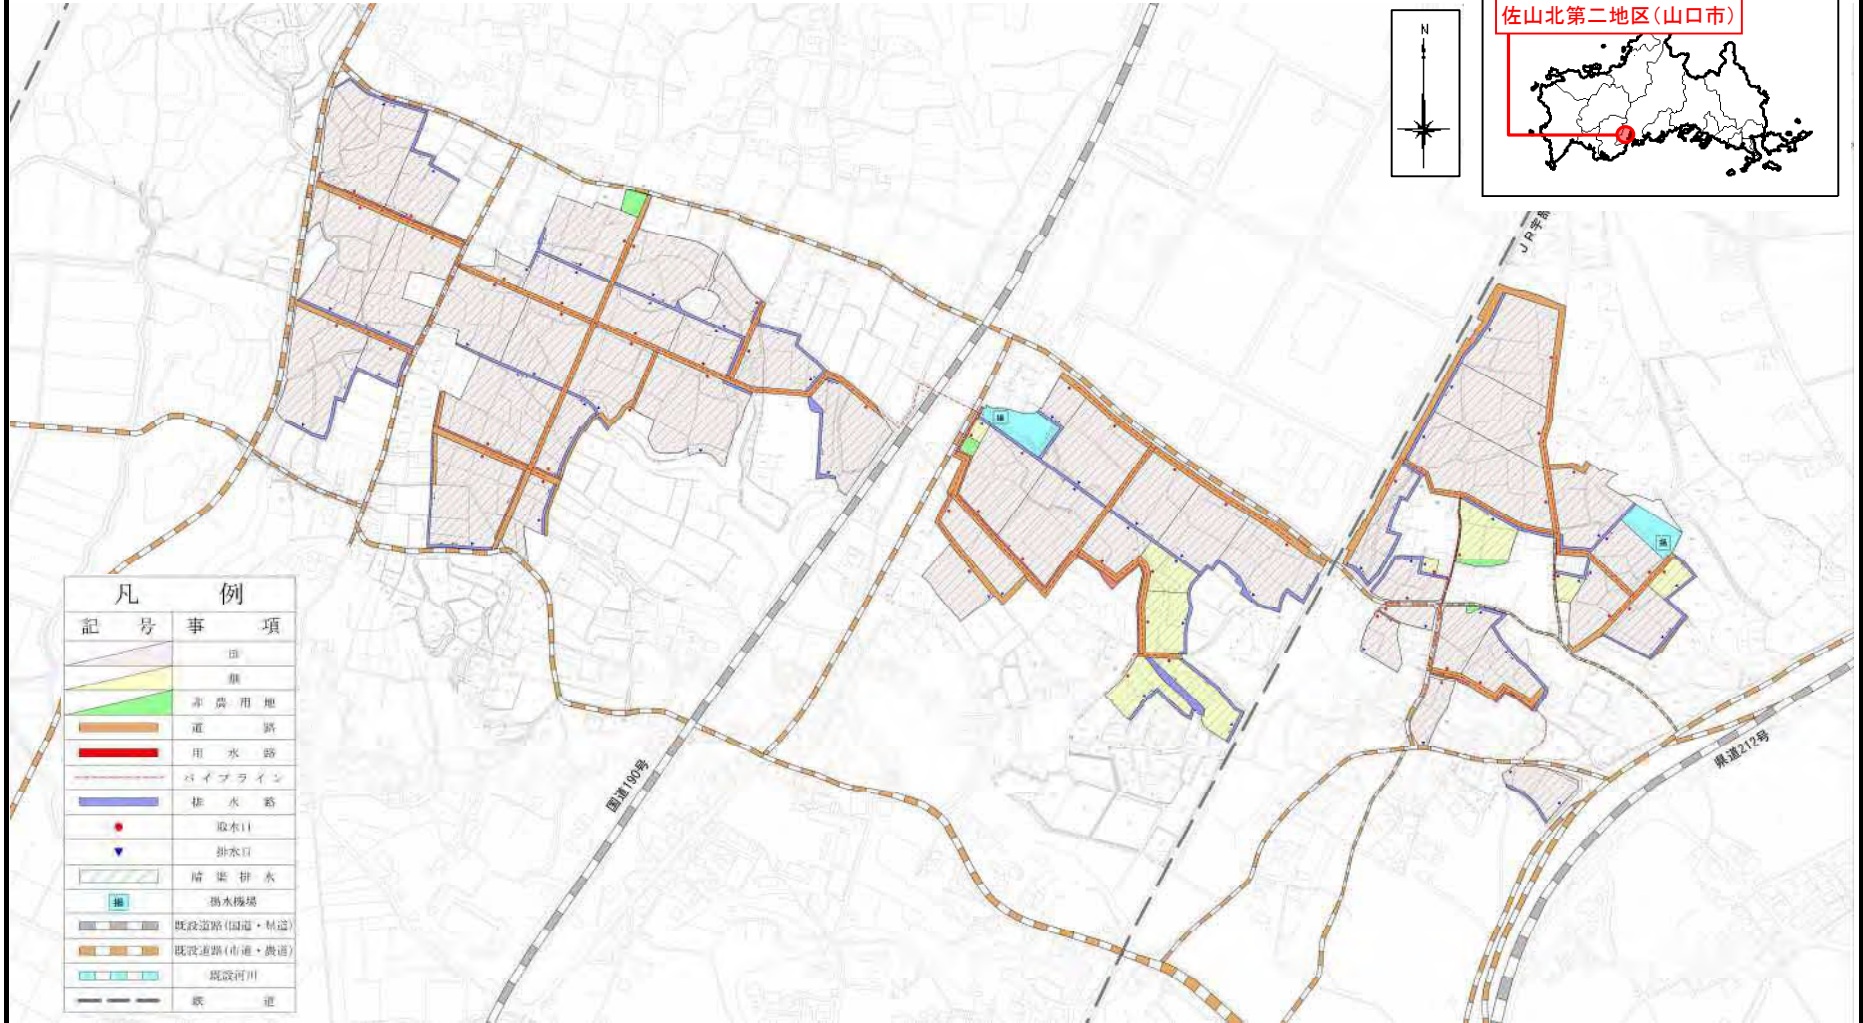 佐山北第二地区(山口市)
N
JR宇部
揚
揚
国道190号
県道212号
凡 例
記 号 事 項
田
畑
非 農 用 地
道 路
用 水 路
パイプライン
排 水 路
取水口
排水口
暗 渠 排 水
揚 揚水機場
既設道路(国道・県道)
既設道路(市道・農道)
既設河川
鉄 道